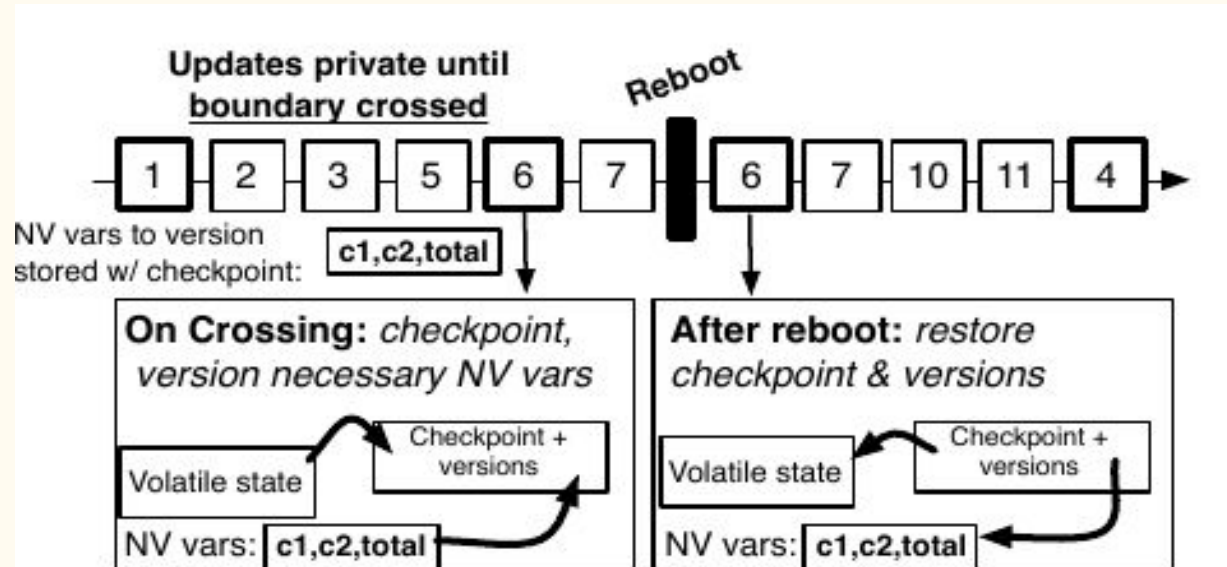 Updates private until
boundary crossed
Reboot
1 2 3 5 6 7 6 7 10 11 4
NV vars to version
stored w/ checkpoint:
c1,c2,total
On Crossing: checkpoint,
version necessary NV vars
Checkpoint +
versions
Volatile state
NV vars: c1,c2,total
After reboot: restore
checkpoint & versions
Checkpoint +
versions
Volatile state
NV vars: c1,c2,total